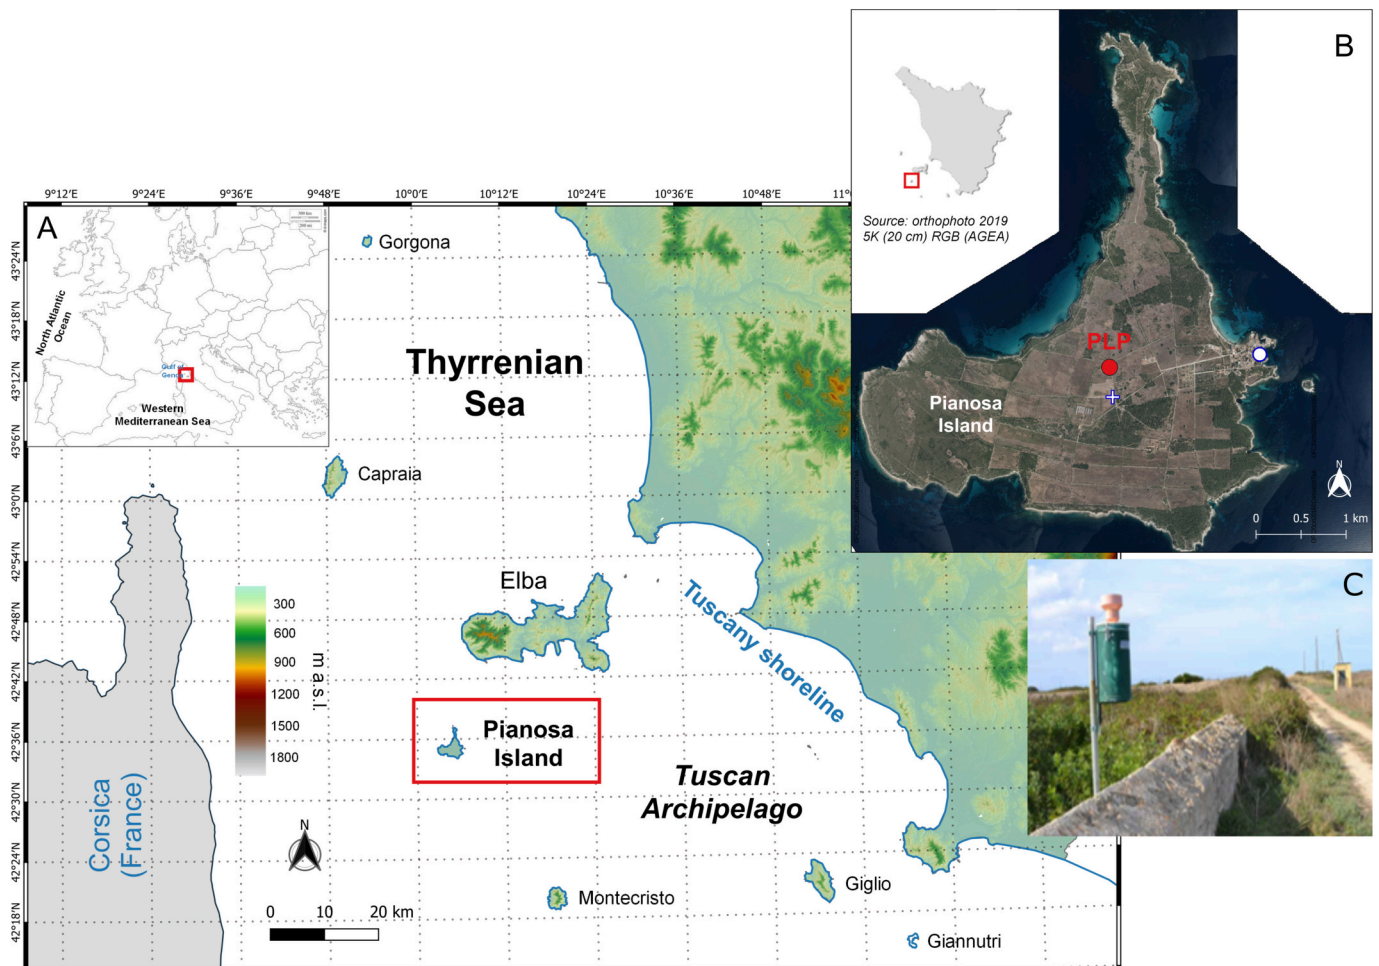 B
Source: orthophoto 2019
5K (20 cm) RGB (AGEA)
PLP
Pianosa
Island
N
0 0.5 1 km
9°12'E 9°24'E 9°36'E 9°48'E 10°0'E 10°12'E 10°24'E 10°36'E 10°48'E
A
North Atlantic
Ocean
Gulf of
Genoa
Western
Mediterranean Sea
43°24'N
43°18'N
43°12'N
43°6'N
43°0'N
42°54'N
42°48'N
42°42'N
42°36'N
42°30'N
42°24'N
42°18'N
Gorgona
Thyrrenian
Sea
Capraia
Elba
Tuscany shoreline
300
600
900
1200
1500
1800
m a.s.l.
Pianosa
Island
Tuscan
Archipelago
Corsica
(France)
N
0 10 20 km
Montecristo
Giglio
Giannutri
C